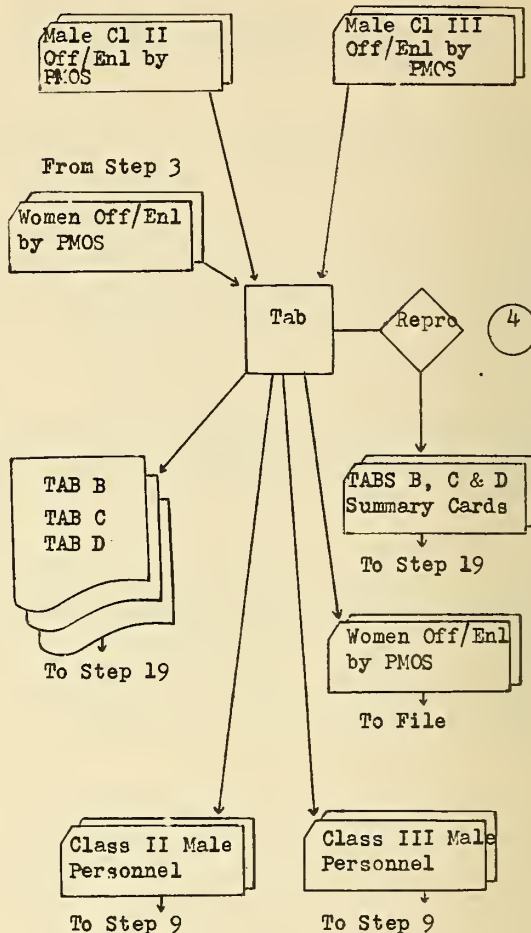 Male Cl II
Off/Enl by
PMOS
Male Cl III
Off/Enl by
PMOS
From Step 3
Women Off/Enl
by PMOS
Tab
Repro
4
TAB B
TAB C
TAB D
To Step 19
TABS B, C & D
Summary Cards
To Step 19
Women Off/Enl
by PMOS
To File
Class II Male
Personnel
To Step 9
Class III Male
Personnel
To Step 9